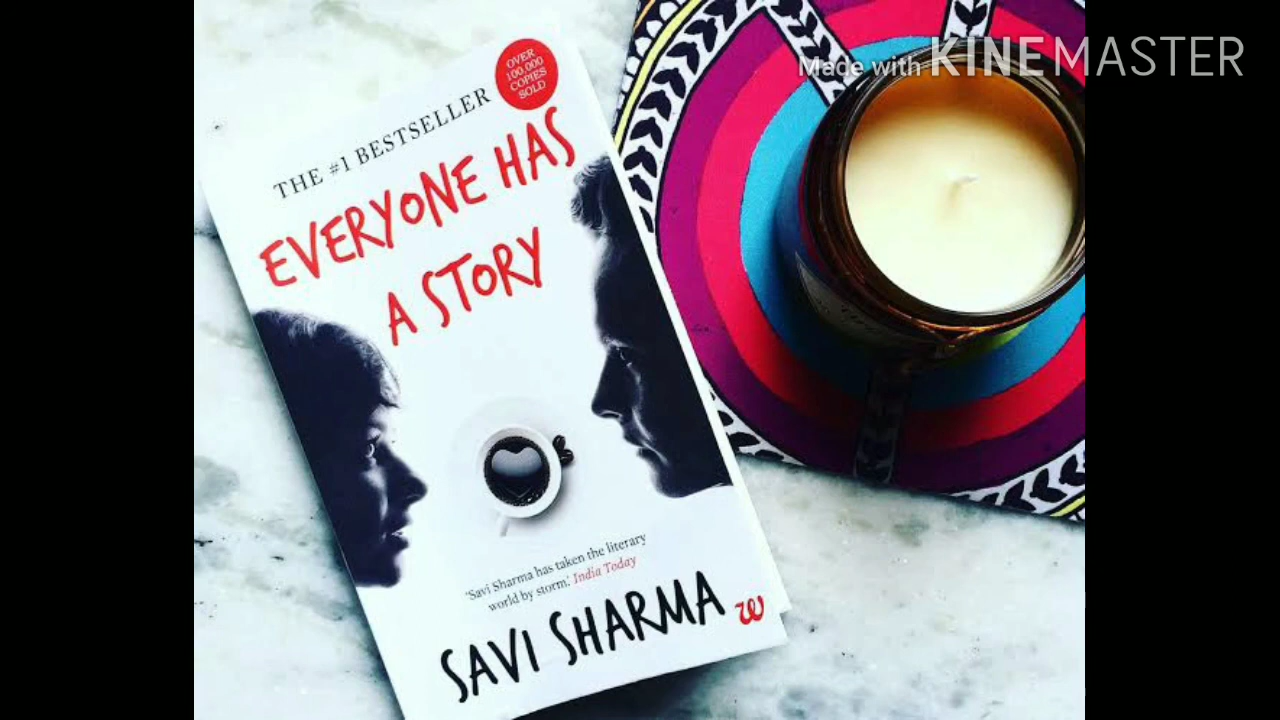 Made with KINEMASTER
OVER
100,000
COPIES
SOLD
THE #1 BESTSELLER
EVERYONE HAS
A STORY
'Savi Sharma has taken the literary
world by storm.' India Today
SAVI SHARMA
w